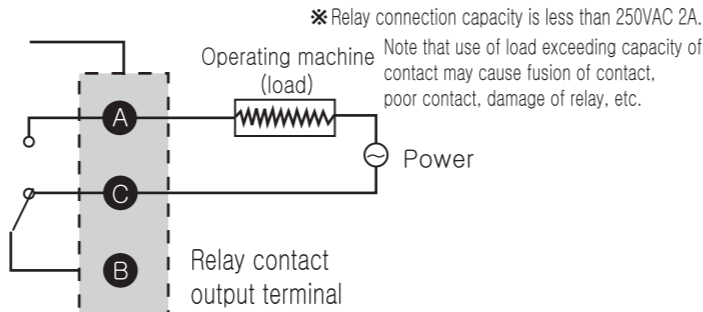 ※ Relay connection capacity is less than 250VAC 2A.
Note that use of load exceeding capacity of
contact may cause fusion of contact,
poor contact, damage of relay, etc.
Operating machine
(load)
A
Power
C
B
Relay contact
output terminal